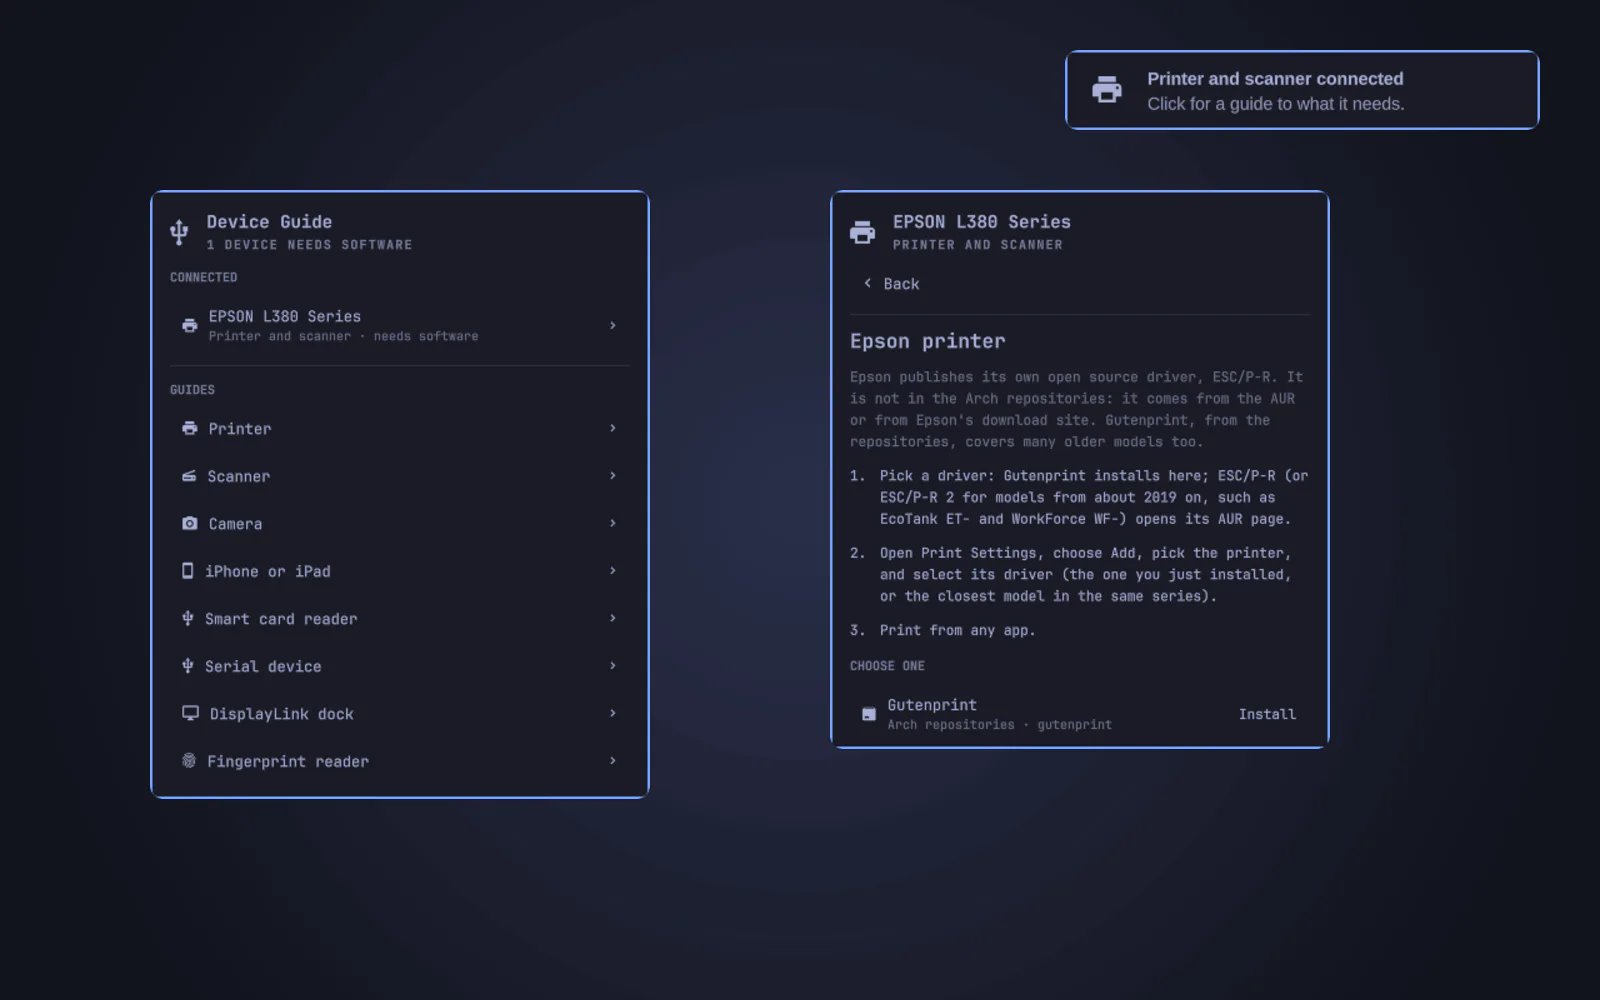 Printer and scanner connected
Click for a guide to what it needs.
Device Guide
1 DEVICE NEEDS SOFTWARE
CONNECTED
EPSON L380 Series
Printer and scanner · needs software
GUIDES
Printer
Scanner
Camera
iPhone or iPad
Smart card reader
Serial device
DisplayLink dock
Fingerprint reader
EPSON L380 Series
PRINTER AND SCANNER
Back
Epson printer
Epson publishes its own open source driver, ESC/P-R. It
is not in the Arch repositories: it comes from the AUR
or from Epson's download site. Gutenprint, from the
repositories, covers many older models too.
1. Pick a driver: Gutenprint installs here; ESC/P-R (or
ESC/P-R 2 for models from about 2019 on, such as
EcoTank ET- and WorkForce WF-) opens its AUR page.
2. Open Print Settings, choose Add, pick the printer,
and select its driver (the one you just installed,
or the closest model in the same series).
3. Print from any app.
CHOOSE ONE
Gutenprint
Arch repositories · gutenprint
Install